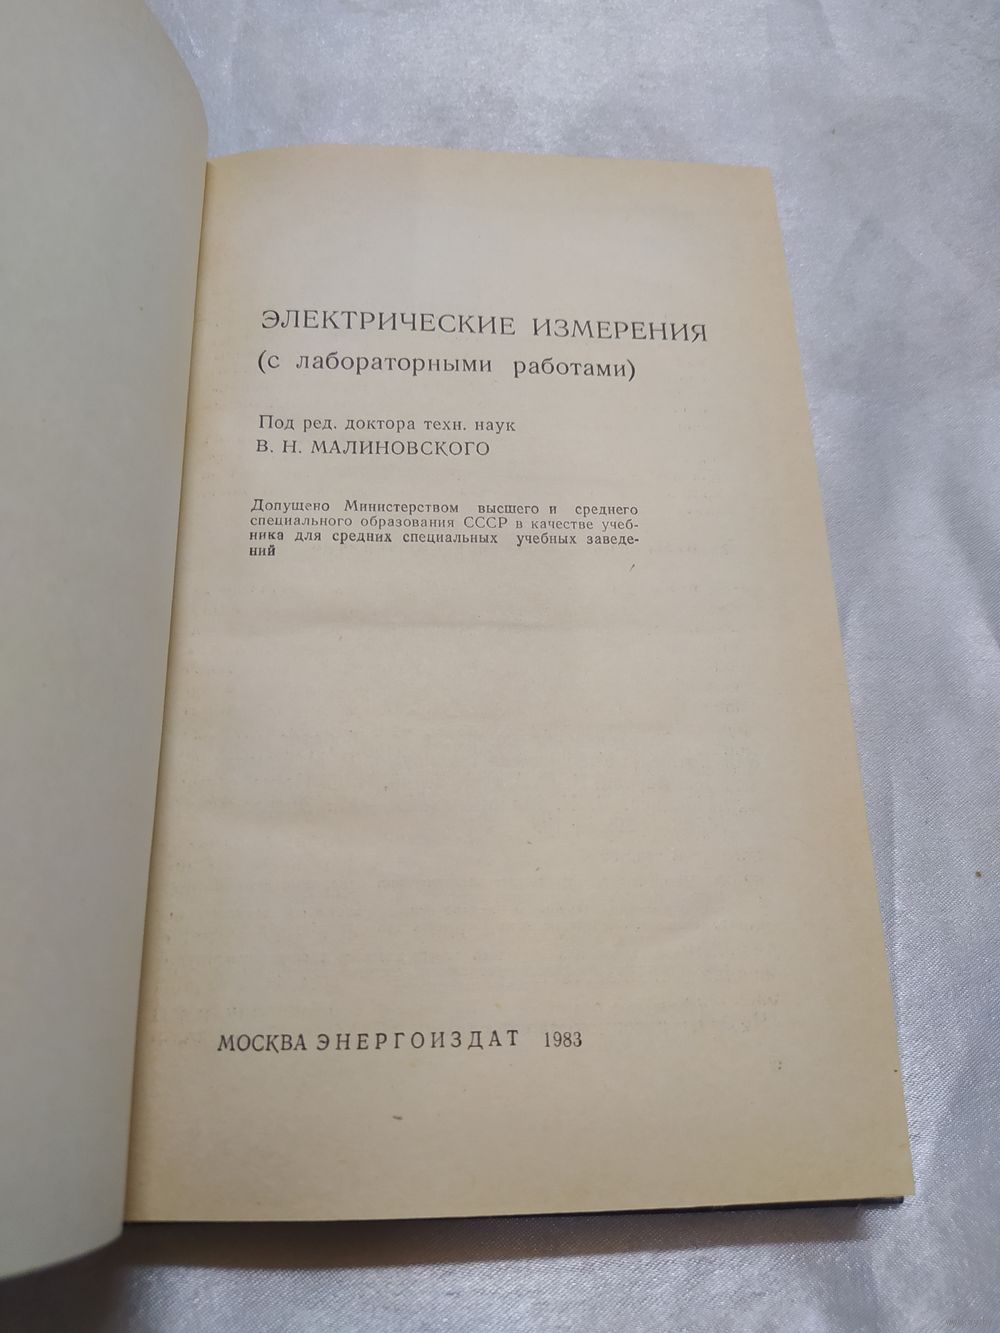 ЭЛЕКТРИЧЕСКИЕ ИЗМЕРЕНИЯ
(с лабораторными работами)
Под ред. доктора техн. наук
В. Н. МАЛИНОВСКОГО
Допущено Министерством высшего и среднего
специального образования СССР в качестве учеб-
ника для средних специальных учебных заведе-
ний
МОСКВА ЭНЕРГОИЗДАТ 1983